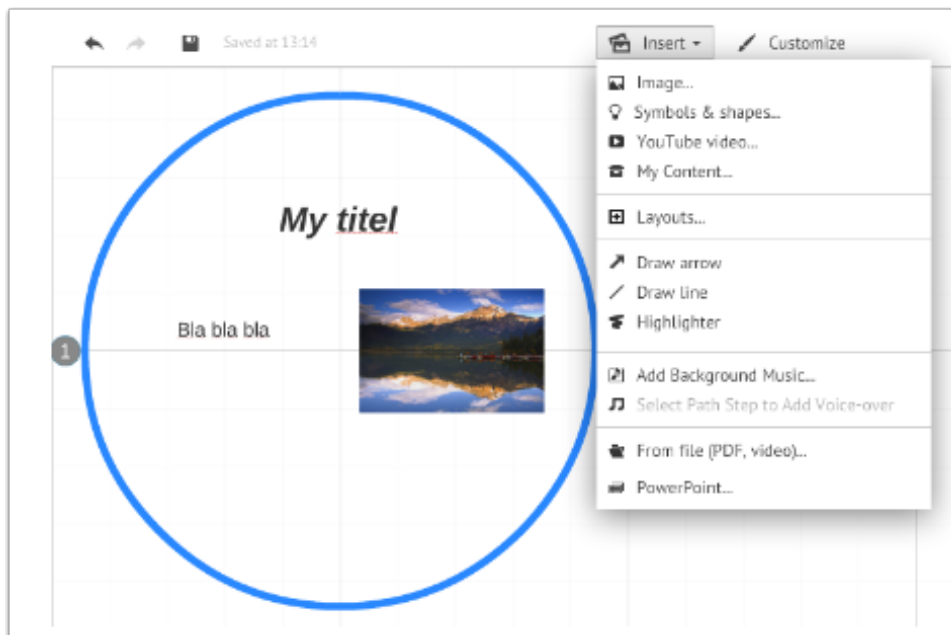 Saved at 13:14
Insert
Customize
Image...
Symbols & shapes...
YouTube video...
My Content...
Layouts...
Draw arrow
Draw line
Highlighter
Add Background Music...
Select Path Step to Add Voice-over
From file (PDF, video)...
PowerPoint...
My titel
Bla bla bla
1